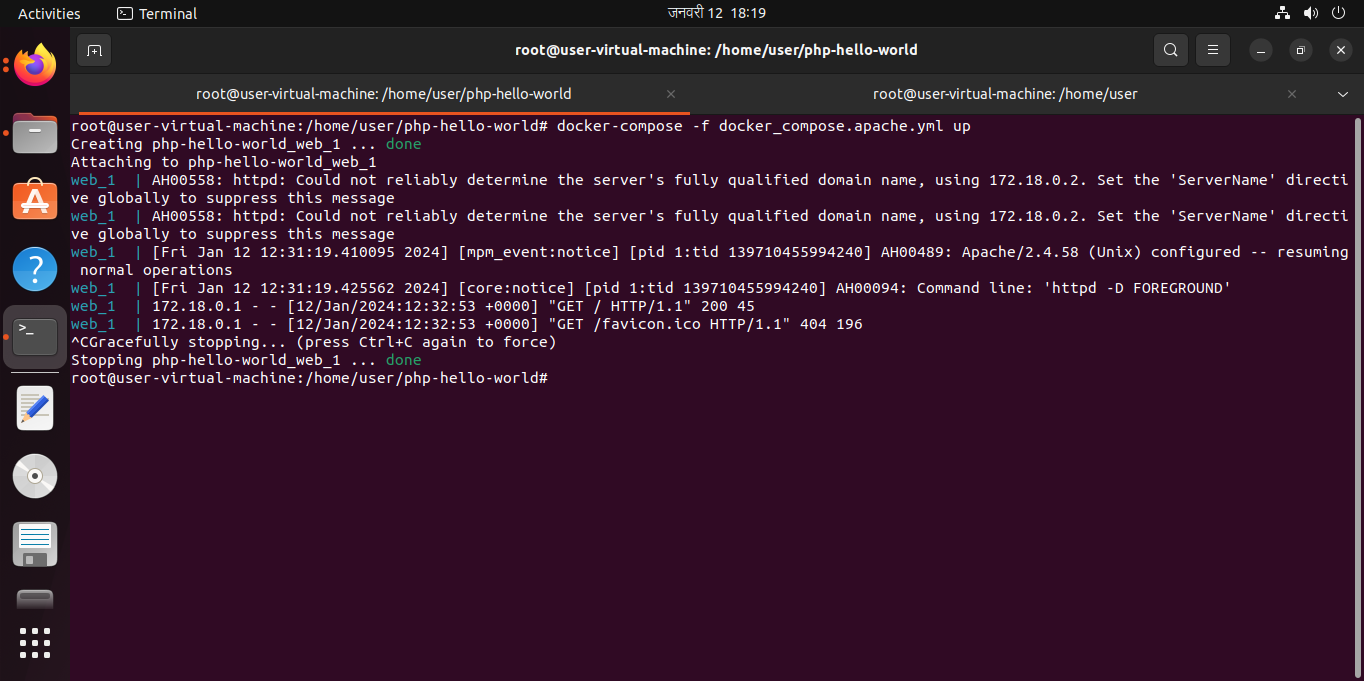 Activities
Terminal
जनवरी 12 18:19
root@user-virtual-machine: /home/user/php-hello-world
root@user-virtual-machine: /home/user/php-hello-world
root@user-virtual-machine: /home/user
root@user-virtual-machine:/home/user/php-hello-world# docker-compose -f docker_compose.apache.yml up
Creating php-hello-world_web_1 ... done
Attaching to php-hello-world_web_1
web_1  | AH00558: httpd: Could not reliably determine the server's fully qualified domain name, using 172.18.0.2. Set the 'ServerName' directi
ve globally to suppress this message
web_1  | AH00558: httpd: Could not reliably determine the server's fully qualified domain name, using 172.18.0.2. Set the 'ServerName' directi
ve globally to suppress this message
web_1  | [Fri Jan 12 12:31:19.410095 2024] [mpm_event:notice] [pid 1:tid 139710455994240] AH00489: Apache/2.4.58 (Unix) configured -- resuming
 normal operations
web_1  | [Fri Jan 12 12:31:19.425562 2024] [core:notice] [pid 1:tid 139710455994240] AH00094: Command line: 'httpd -D FOREGROUND'
web_1  | 172.18.0.1 - - [12/Jan/2024:12:32:53 +0000] "GET / HTTP/1.1" 200 45
web_1  | 172.18.0.1 - - [12/Jan/2024:12:32:53 +0000] "GET /favicon.ico HTTP/1.1" 404 196
^CGracefully stopping... (press Ctrl+C again to force)
Stopping php-hello-world_web_1 ... done
root@user-virtual-machine:/home/user/php-hello-world#